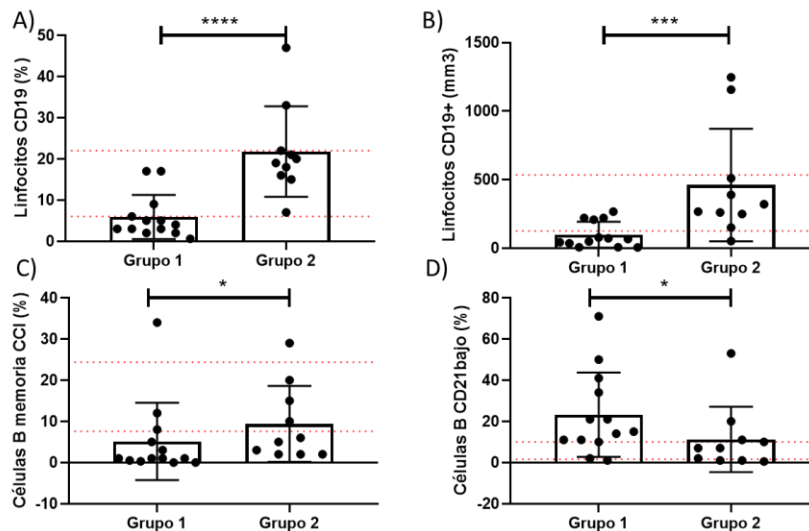 A)
****
Linfocitos CD19 (%)
50
40
30
20
10
0
Grupo 1
Grupo 2
B)
***
Linfocitos CD19+ (mm3)
1500
1000
500
0
Grupo 1
Grupo 2
C)
*
Células B memoria CCI (%)
40
30
20
10
0
-10
Grupo 1
Grupo 2
D)
*
Células B CD21bajo (%)
80
60
40
20
0
-20
Grupo 1
Grupo 2